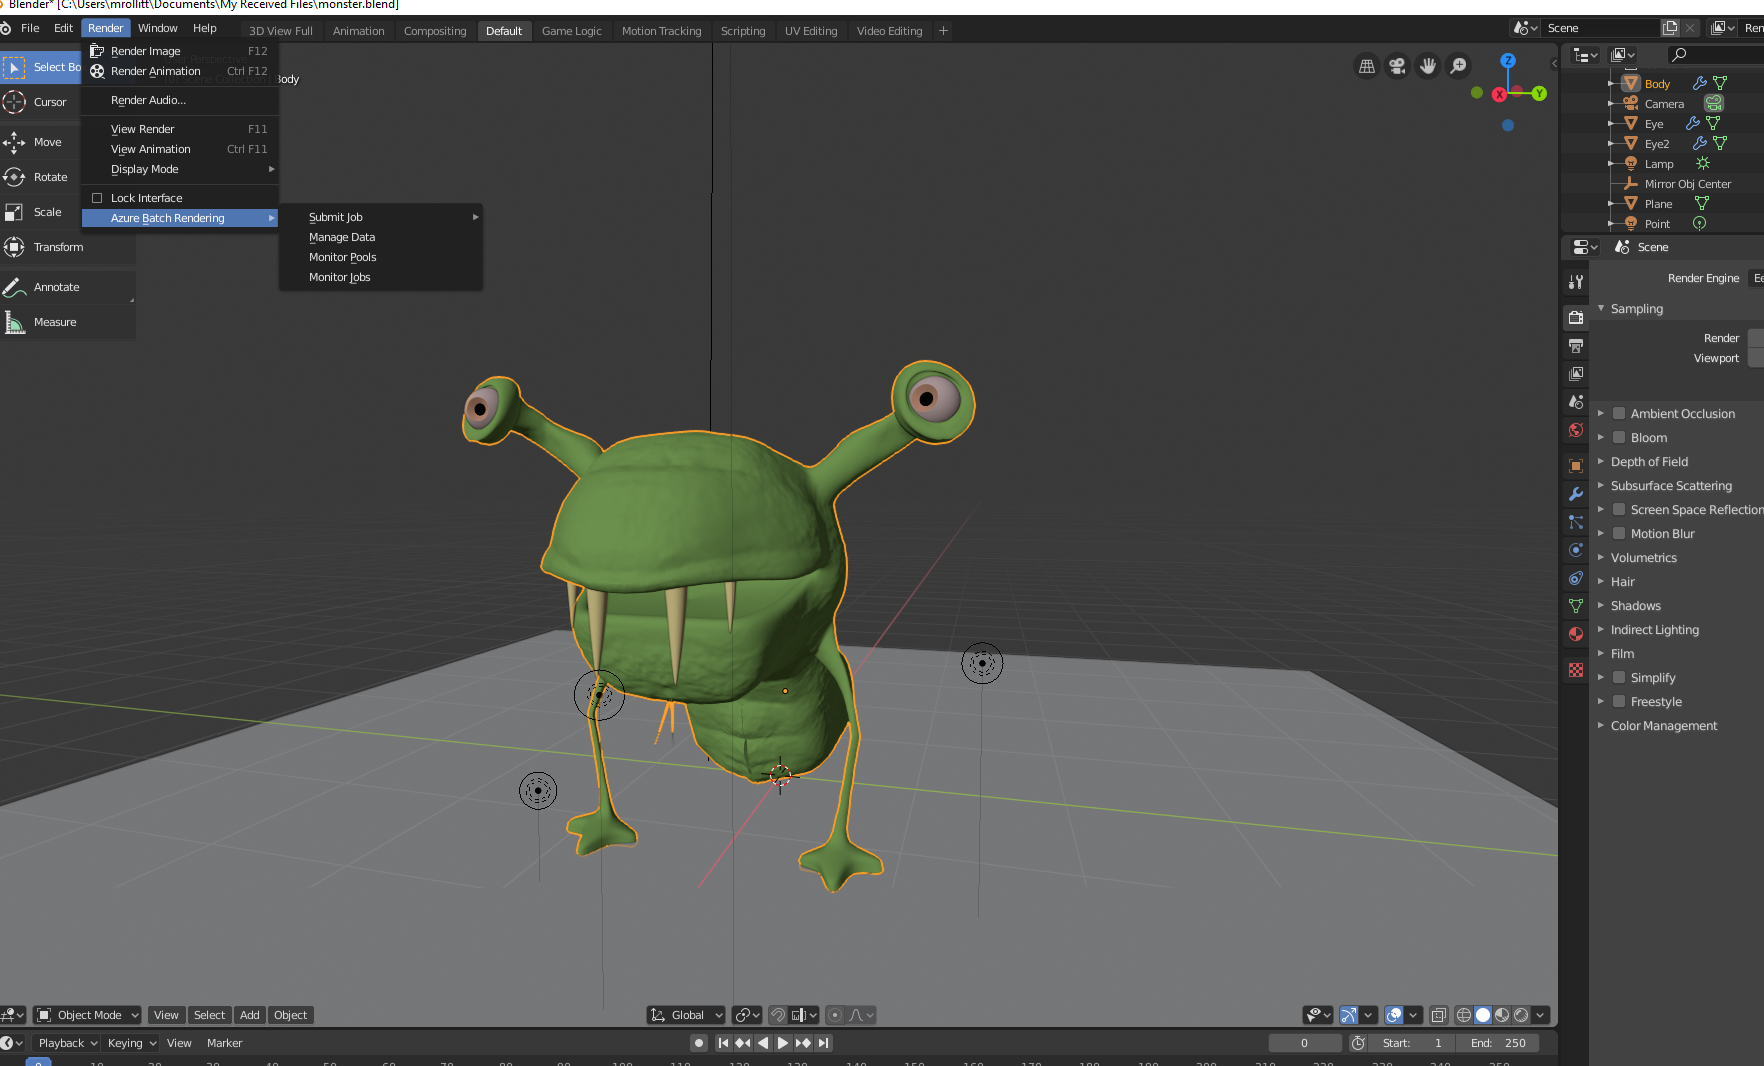 Blender* [C:\Users\mrollitt\Documents\My Received Files\monster.blend]
File Edit Render Window Help
3D View Full Animation Compositing Default Game Logic Motion Tracking Scripting UV Editing Video Editing +
Scene
Render Image F12
Render Animation Ctrl F12
Render Audio...
View Render F11
View Animation Ctrl F11
Display Mode
Lock Interface
Azure Batch Rendering
Submit Job
Manage Data
Monitor Pools
Monitor Jobs
Body
Select Bo
Cursor
Move
Rotate
Scale
Transform
Annotate
Measure
Z
X
Y
Body
Camera
Eye
Eye2
Lamp
Mirror Obj Center
Plane
Point
Scene
Render Engine
Sampling
Render
Viewport
Ambient Occlusion
Bloom
Depth of Field
Subsurface Scattering
Screen Space Reflection
Motion Blur
Volumetrics
Hair
Shadows
Indirect Lighting
Film
Simplify
Freestyle
Color Management
Object Mode View Select Add Object
Global
Playback Keying View Marker
0 Start: 1 End: 250